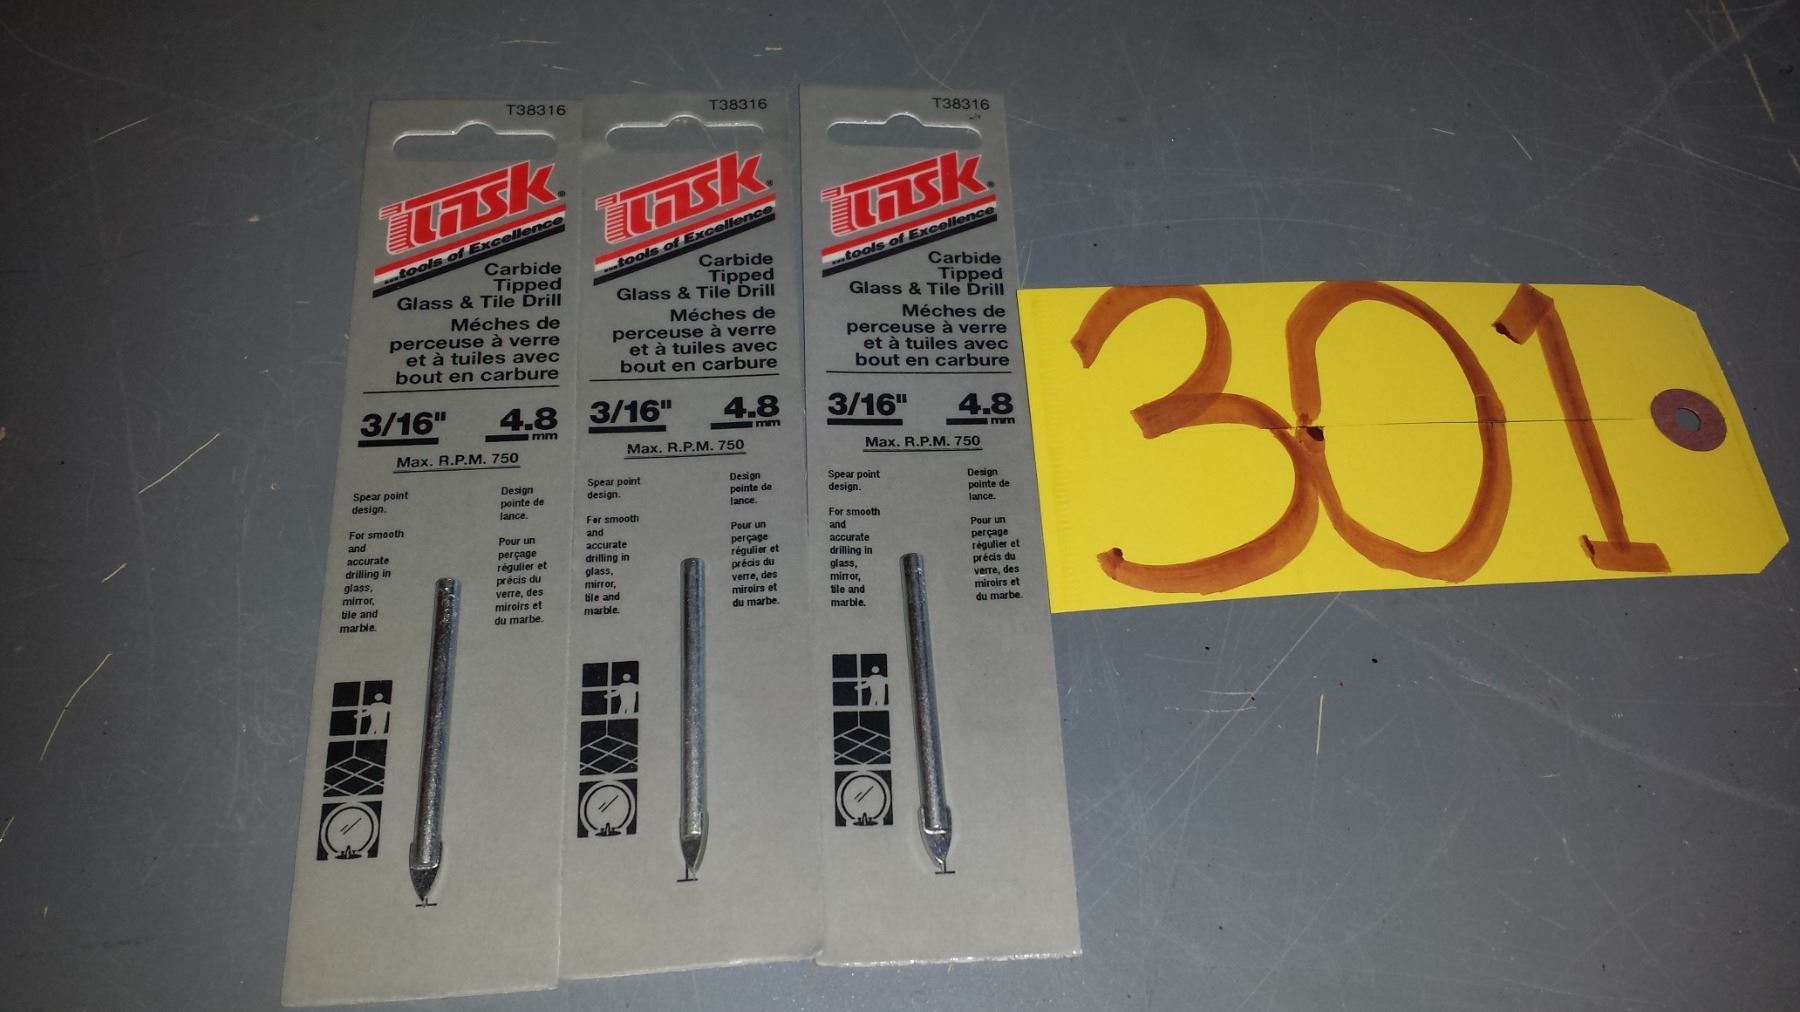 T38316
Task®
...tools of Excellence
Carbide
Tipped
Glass & Tile Drill
Méches de
perceuse à verre
et à tuiles avec
bout en carbure
3/16" 4.8
mm
Max. R.P.M. 750
Spear point
design.
For smooth
and
accurate
drilling in
glass,
mirror,
tile and
marble.
Design
pointe de
lance.
Pour un
perçage
régulier et
précis du
verre, des
miroirs et
du marbe.
T38316
Task®
...tools of Excellence
Carbide
Tipped
Glass & Tile Drill
Méches de
perceuse à verre
et à tuiles avec
bout en carbure
3/16" 4.8
mm
Max. R.P.M. 750
Spear point
design.
For smooth
and
accurate
drilling in
glass,
mirror,
tile and
marble.
Design
pointe de
lance.
Pour un
perçage
régulier et
précis du
verre, des
miroirs et
du marbe.
T38316
Task®
...tools of Excellence
Carbide
Tipped
Glass & Tile Drill
Méches de
perceuse à verre
et à tuiles avec
bout en carbure
3/16" 4.8
mm
Max. R.P.M. 750
Spear point
design.
For smooth
and
accurate
drilling in
glass,
mirror,
tile and
marble.
Design
pointe de
lance.
Pour un
perçage
régulier et
précis du
verre, des
miroirs et
du marbe.
301